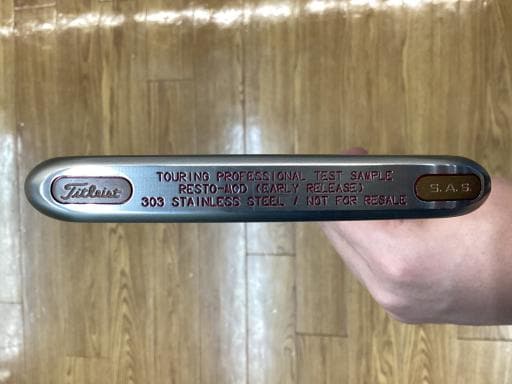 Titleist
TOURING PROFESSIONAL TEST SAMPLE
RESTO-MOD (EARLY RELEASE)
303 STAINLESS STEEL / NOT FOR RESALE
S.A.S.